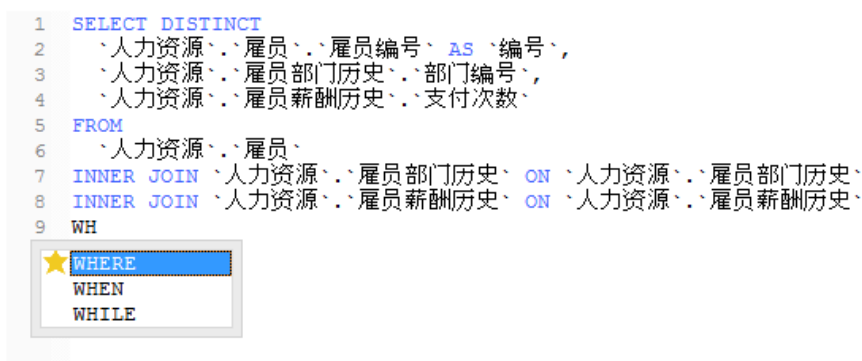 1 SELECT DISTINCT
2 `人力资源`.`雇员`.`雇员编号` AS `编号`,
3 `人力资源`.`雇员部门历史`.`部门编号`,
4 `人力资源`.`雇员薪酬历史`.`支付次数`
5 FROM
6 `人力资源`.`雇员`
7 INNER JOIN `人力资源`.`雇员部门历史` ON `人力资源`.`雇员部门历史`
8 INNER JOIN `人力资源`.`雇员薪酬历史` ON `人力资源`.`雇员薪酬历史`
9 WH
WHERE
WHEN
WHILE